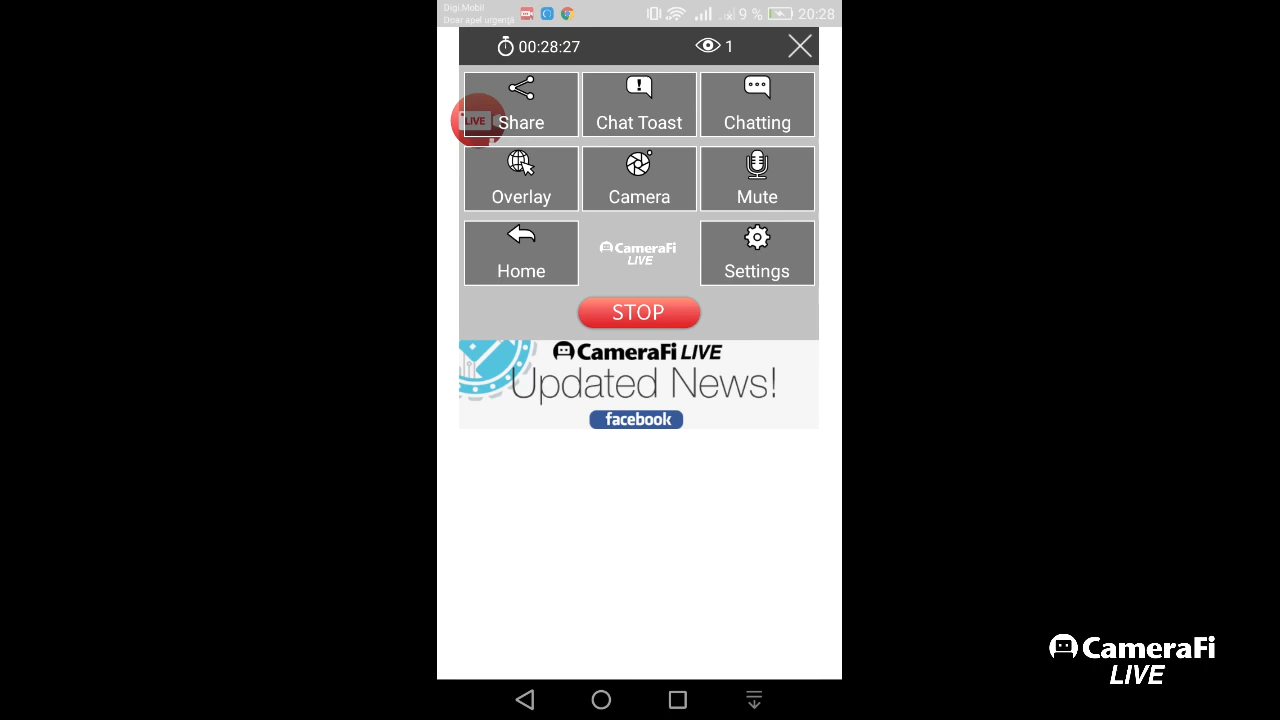 Digi Mobil
Doar apel urgență
9 % 20:28
00:28:27 1
LIVE
Share
Chat Toast
Chatting
Overlay
Camera
Mute
Home
CameraFi
LIVE
Settings
STOP
CameraFi LIVE
Updated News!
facebook
CameraFi
LIVE